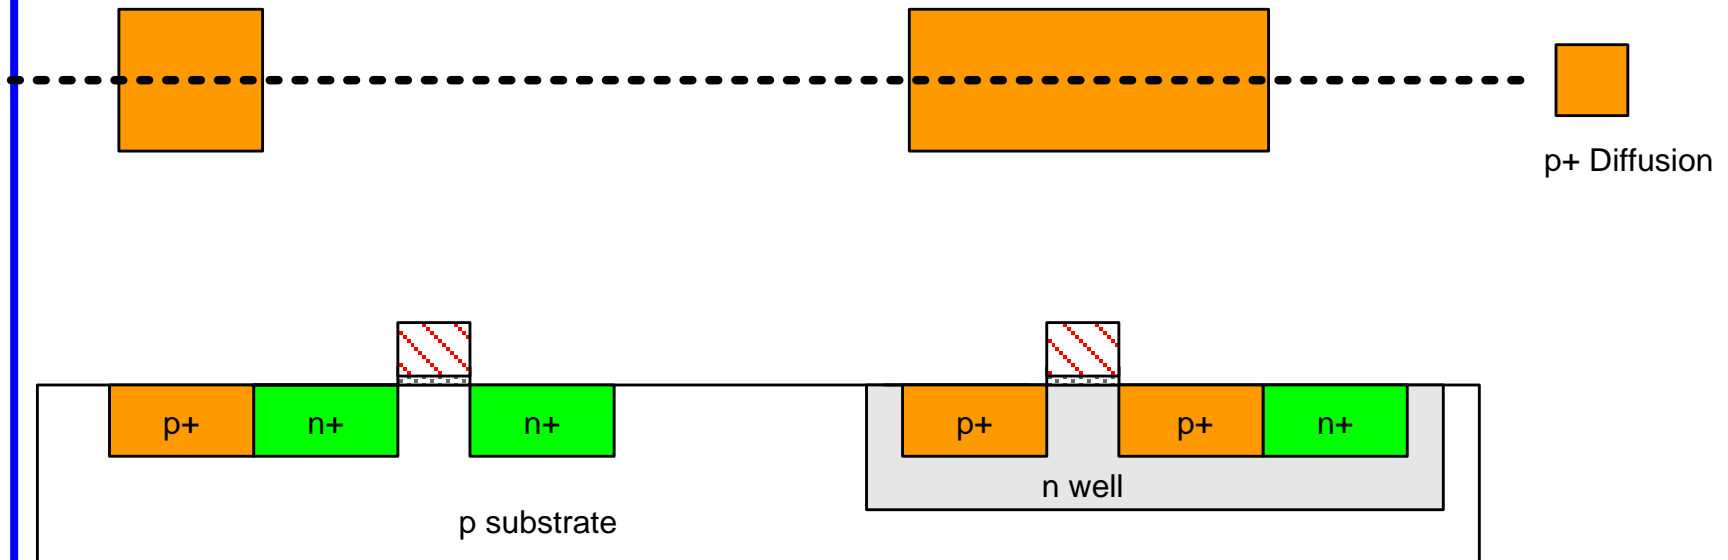 p+ Diffusion
p+ n+ n+ p+ p+ n+
n well
p substrate